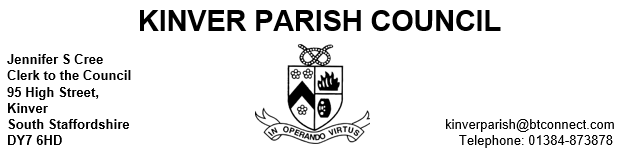 KINVER PARISH COUNCIL
Jennifer S Cree
Clerk to the Council
95 High Street,
Kinver
South Staffordshire
DY7 6HD
IN OPERANDO VIRTUS
kinverparish@btconnect.com
Telephone: 01384-873878